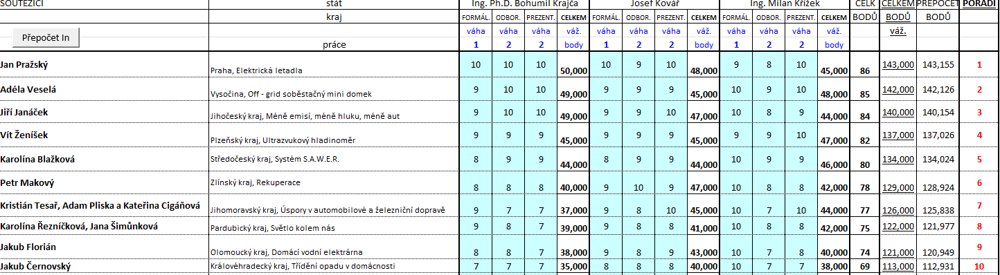 SOUTĚŽÍCÍ stát Ing. Ph.D. Bohumil Krajča Josef Kovář Ing. Milan Křížek CELK CELKEM PŘEPOČET POŘADÍ
kraj FORMÁL. ODBOR. PREZENT. CELKEM FORMÁL. ODBOR. PREZENT. CELKEM FORMÁL. ODBOR. PREZENT. CELKEM BODŮ BODŮ BODŮ
Přepočet In váha váha váha váž. váha váha váha váž. váha váha váha váž. váž.
práce 1 2 2 body 1 2 2 body 1 2 2 body
Jan Pražský Praha, Elektrická letadla 10 10 10 50,000 10 9 10 48,000 9 8 10 45,000 86 143,000 143,155 1
Adéla Veselá Vysočina, Off - grid soběstačný mini domek 9 10 10 49,000 9 9 9 45,000 10 9 10 48,000 85 142,000 142,126 2
Jiří Janáček Jihočeský kraj, Méně emisí, méně hluku, méně aut 9 10 10 49,000 9 9 10 47,000 10 8 9 44,000 84 140,000 140,154 3
Vít Ženíšek Plzeňský kraj, Ultrazvukový hladinoměr 9 9 9 45,000 9 9 9 45,000 9 9 10 47,000 82 137,000 137,026 4
Karolína Blažková Středočeský kraj, Systém S.A.W.E.R. 8 9 9 44,000 8 9 9 44,000 10 9 9 46,000 80 134,000 134,024 5
Petr Makový Zlínský kraj, Rekuperace 8 8 8 40,000 9 10 9 47,000 10 8 8 42,000 78 129,000 128,924 6
Kristián Tesař, Adam Pliska a Kateřina Cigáňová Jihomoravský kraj, Úspory v automobilové a železniční dopravě 9 7 7 37,000 9 8 10 45,000 10 7 10 44,000 77 126,000 125,838 7
Karolína Řezníčková, Jana Šimůnková Pardubický kraj, Světlo kolem nás 9 8 7 39,000 9 8 8 41,000 10 8 8 42,000 75 122,000 121,977 8
Jakub Florián Olomoucký kraj, Domácí vodní elektrárna 8 8 7 38,000 9 8 9 43,000 10 7 8 40,000 74 121,000 120,949 9
Jakub Černovský Královéhradecký kraj, Třídění opadu v domácnosti 7 7 7 35,000 8 8 8 40,000 10 7 7 38,000 69 113,000 112,931 10